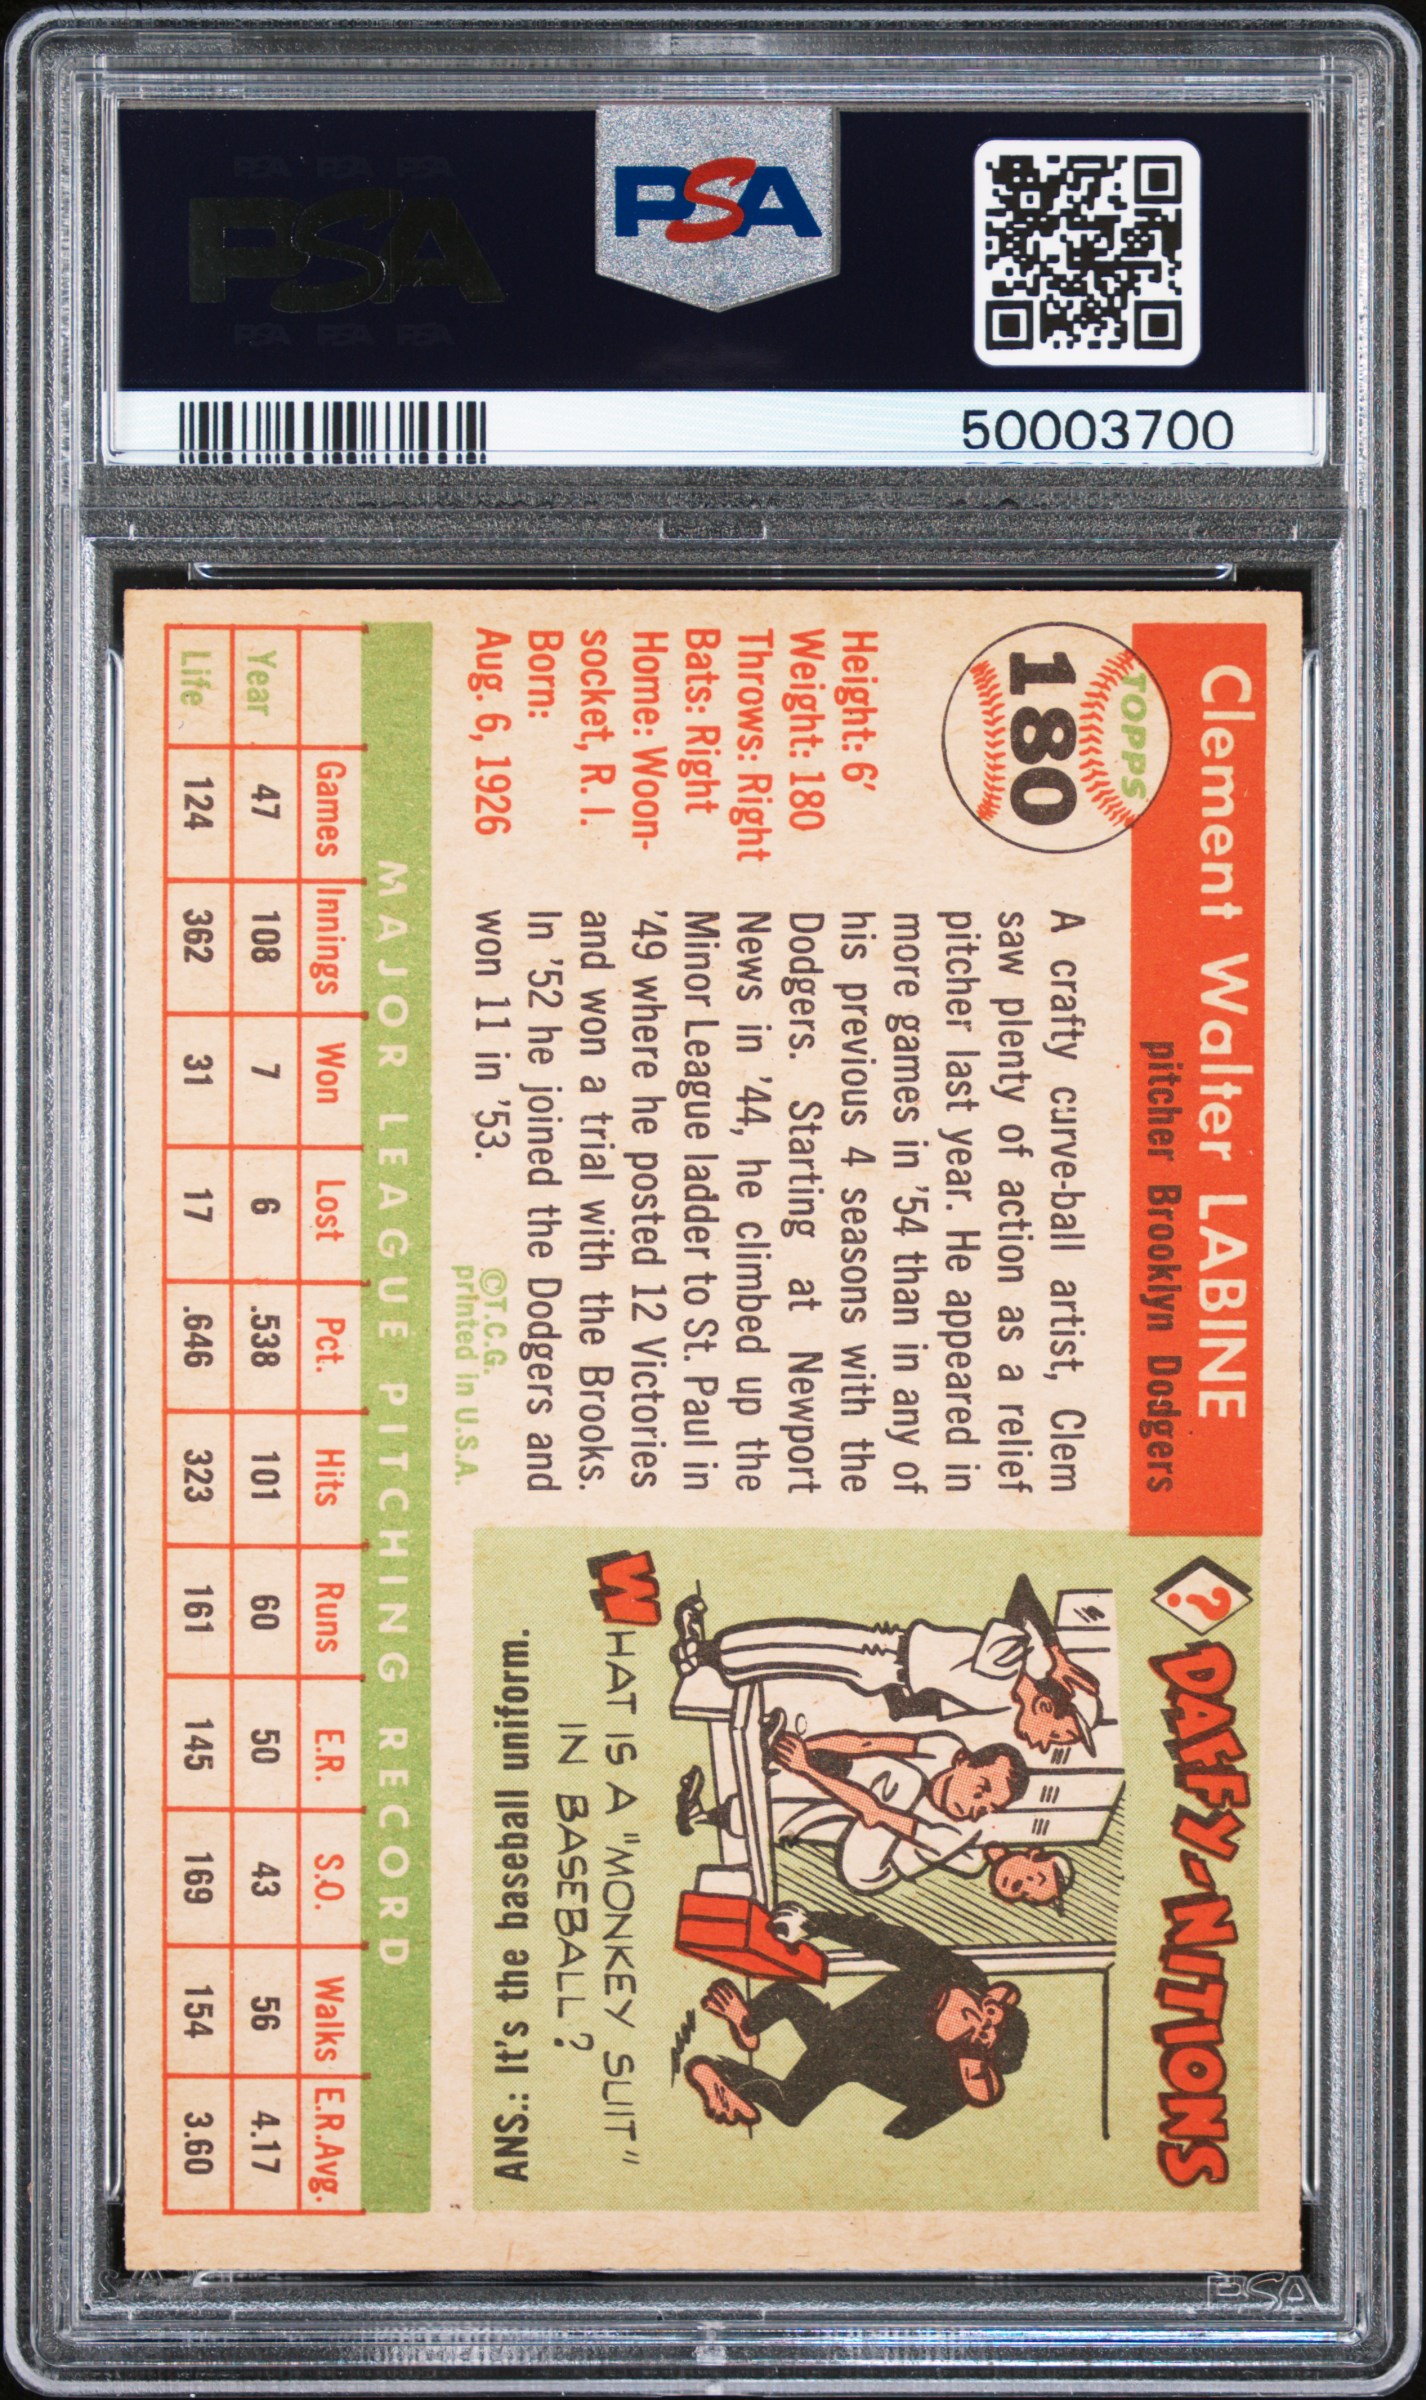 PSA PSA PSA
PSA
PSA PSA PSA
PSA
50003700
Clement Walter LABINE
pitcher Brooklyn Dodgers
TOPPS
180
Height: 6'
Weight: 180
Throws: Right
Bats: Right
Home: Woon-
socket, R. I.
Born:
Aug. 6, 1926
A crafty curve-ball artist, Clem
saw plenty of action as a relief
pitcher last year. He appeared in
more games in '54 than in any of
his previous 4 seasons with the
Dodgers. Starting at Newport
News in '44, he climbed up the
Minor League ladder to St. Paul in
'49 where he posted 12 Victories
and won a trial with the Brooks.
In '52 he joined the Dodgers and
won 11 in '53.
©T.C.G.
printed in U.S.A.
? DAFFY-NITIONS
WHAT IS A "MONKEY SUIT"
IN BASEBALL?
ANS.: It's the baseball uniform.
MAJOR LEAGUE PITCHING RECORD
Games Innings Won Lost Pct. Hits Runs E.R. S.O. Walks E.R.Avg.
Year 47 108 7 6 .538 101 60 50 43 56 4.17
Life 124 362 31 17 .646 323 161 145 169 154 3.60
PSA